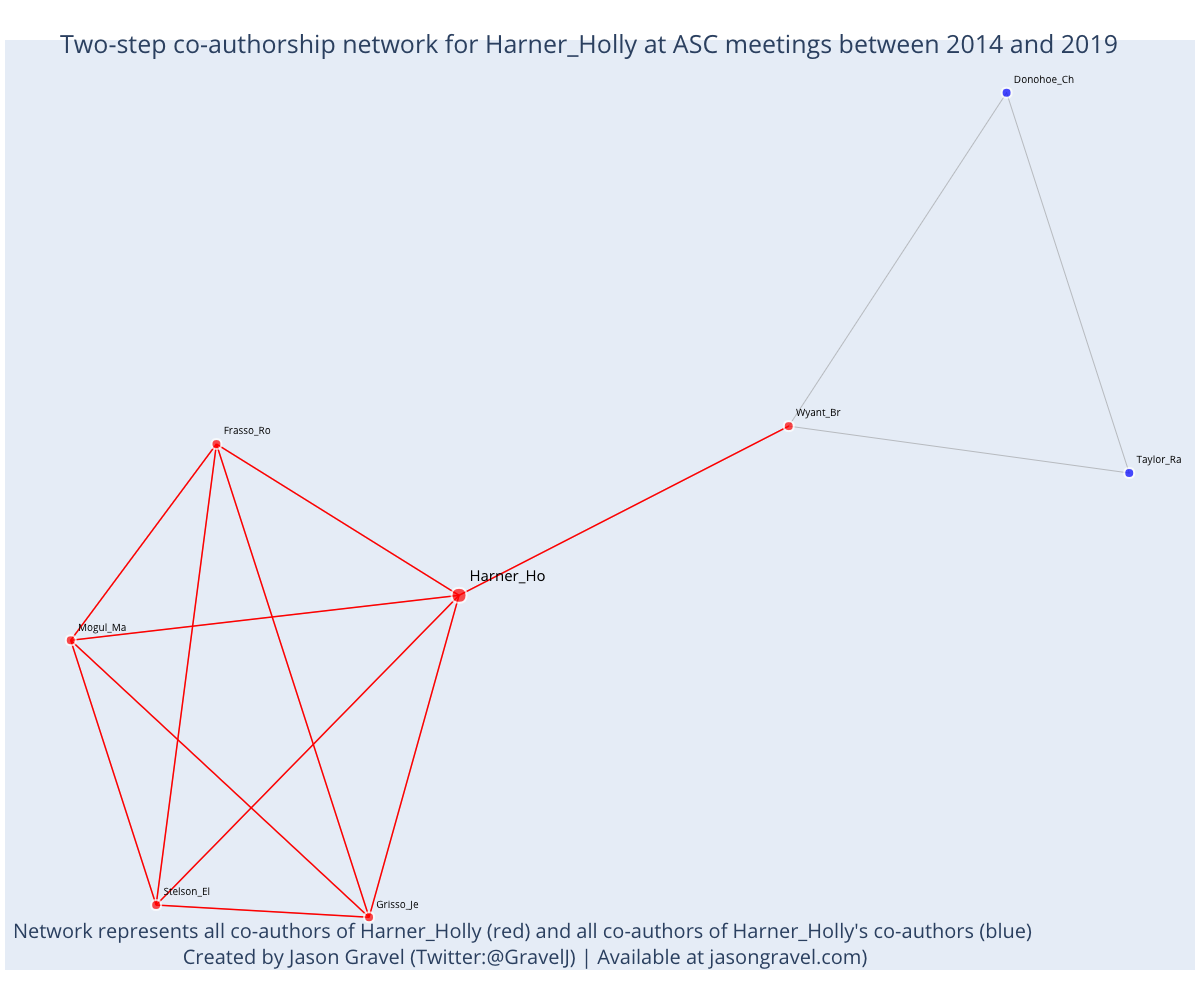 Two-step co-authorship network for Harner_Holly at ASC meetings between 2014 and 2019
Donohoe_Ch
Wyant_Br
Frasso_Ro
Taylor_Ra
Harner_Ho
Mogul_Ma
Stelson_El
Grisso_Je
Network represents all co-authors of Harner_Holly (red) and all co-authors of Harner_Holly's co-authors (blue)
Created by Jason Gravel (Twitter:@GravelJ) | Available at jasongravel.com)